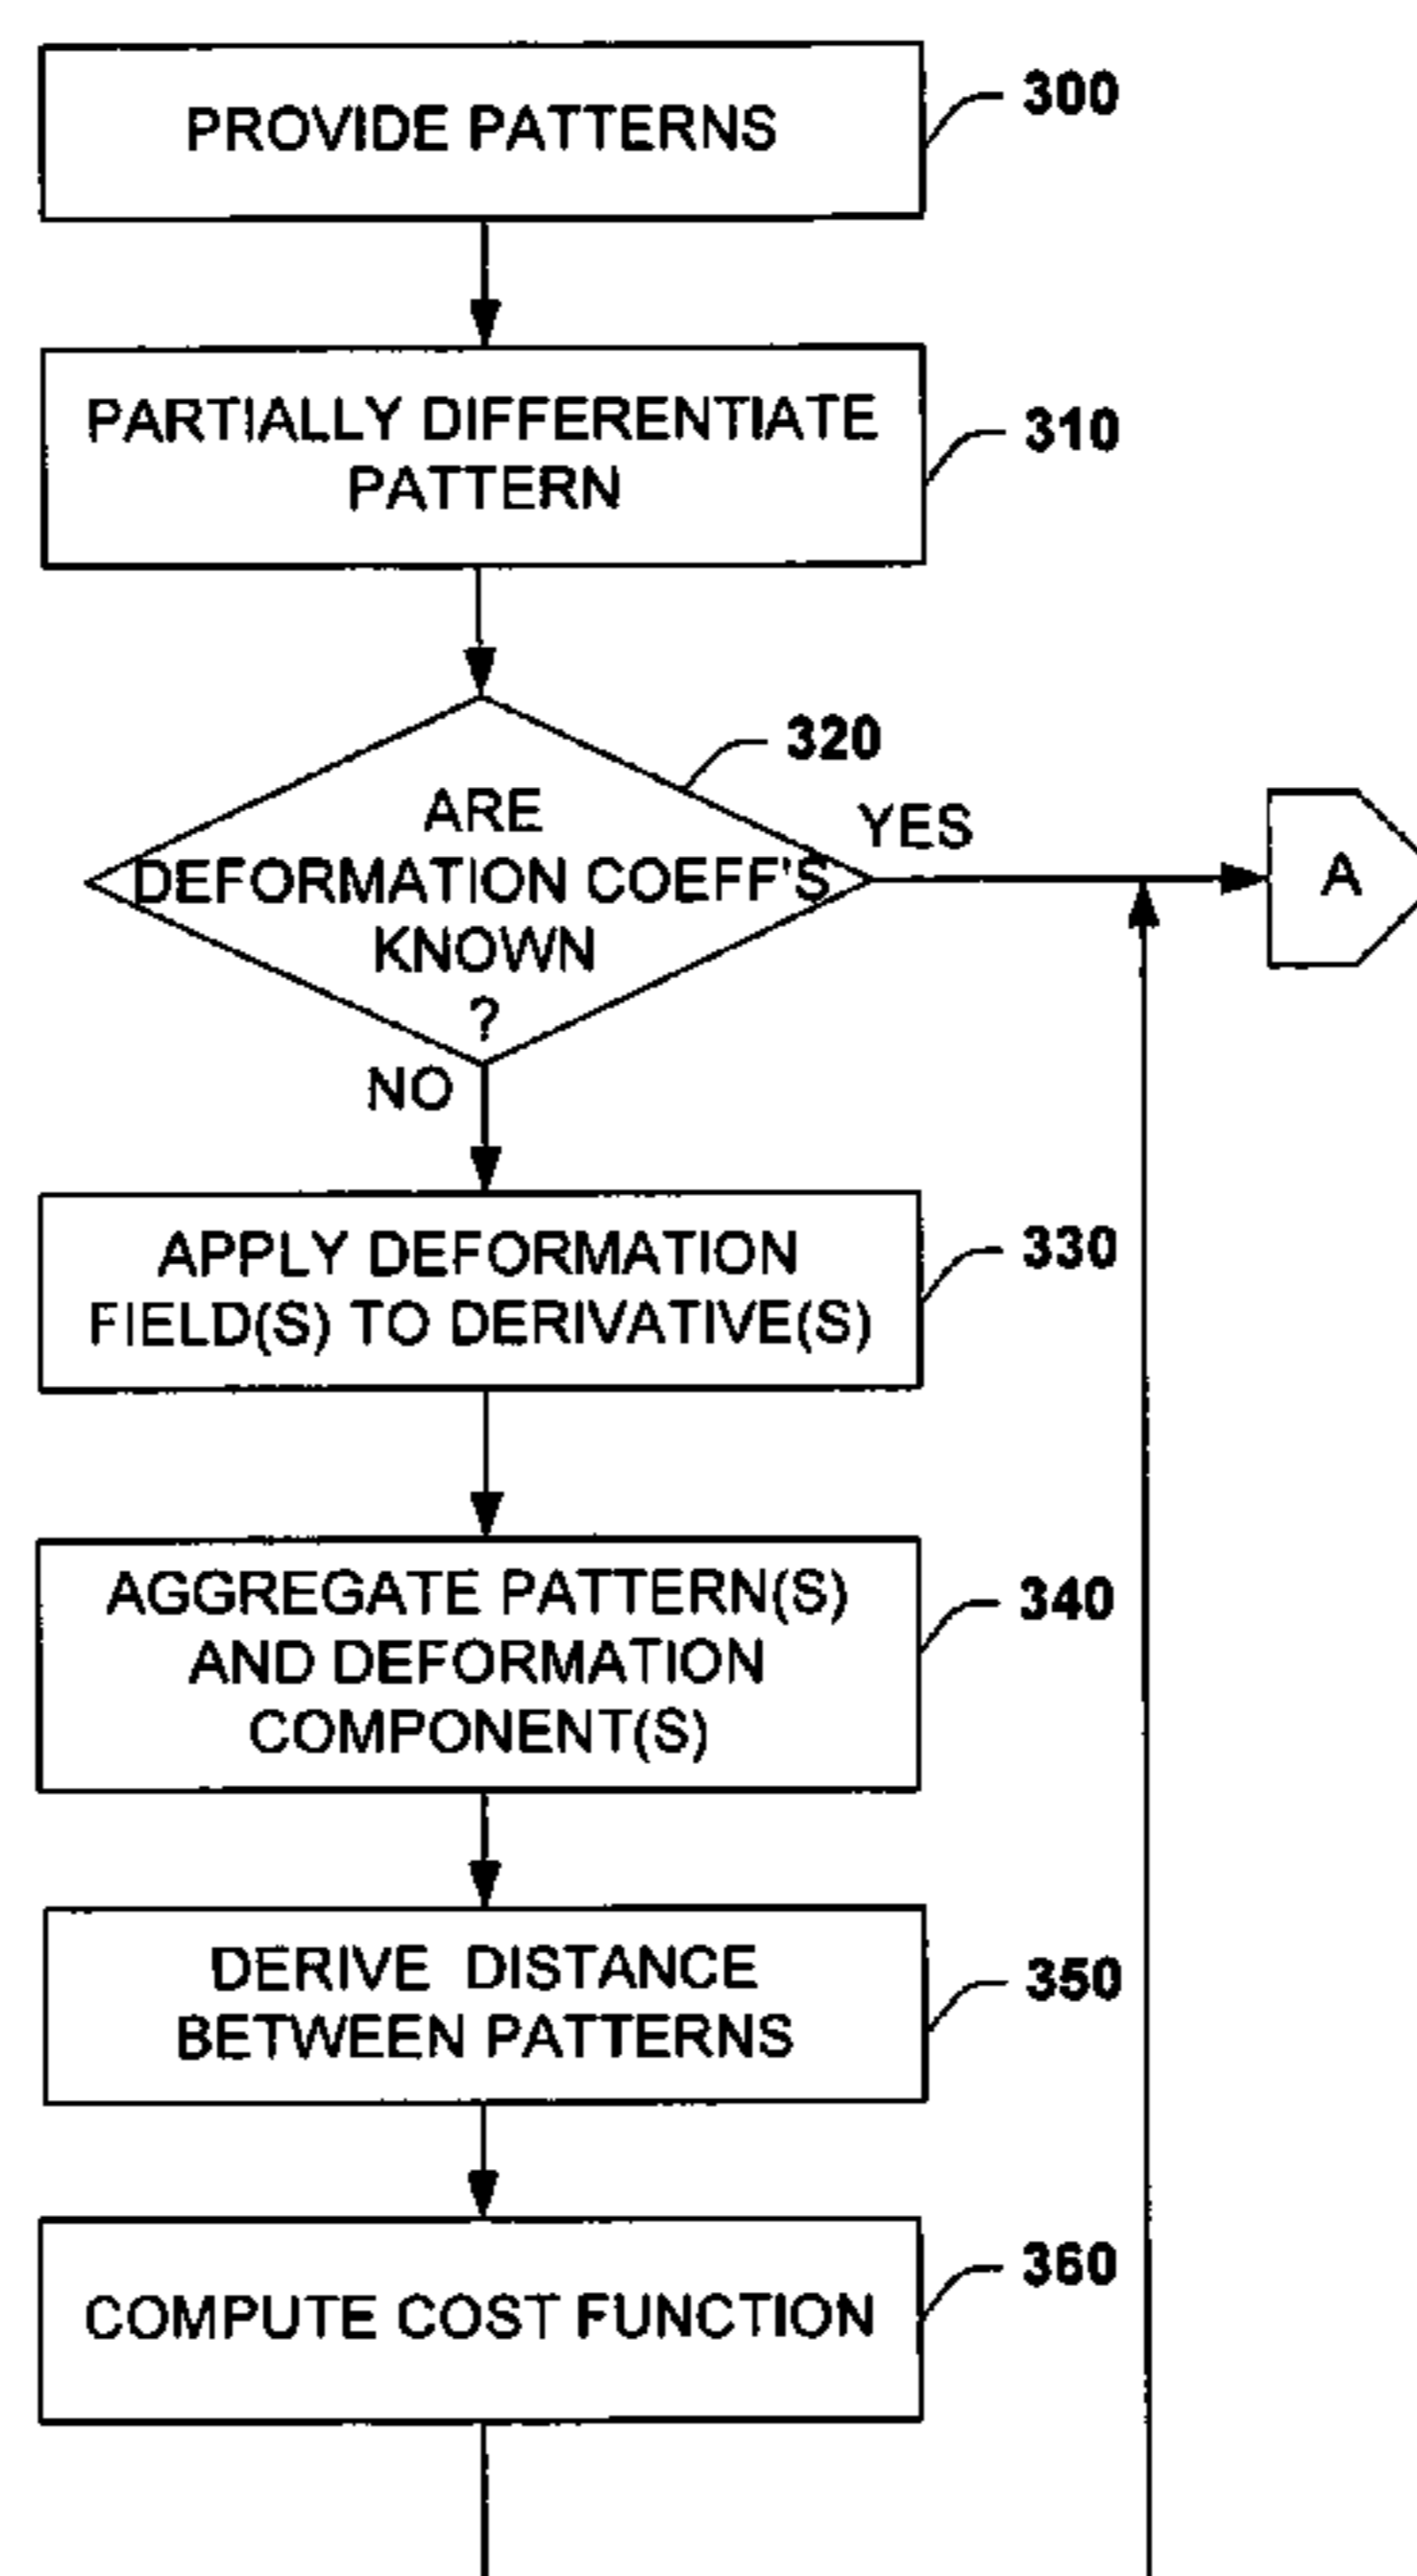 PROVIDE PATTERNS
300
PARTIALLY DIFFERENTIATE
PATTERN
310
320
ARE
DEFORMATION COEFF'S
KNOWN
?
YES
A
NO
APPLY DEFORMATION
FIELD(S) TO DERIVATIVE(S)
330
AGGREGATE PATTERN(S)
AND DEFORMATION
COMPONENT(S)
340
DERIVE DISTANCE
BETWEEN PATTERNS
350
COMPUTE COST FUNCTION
360